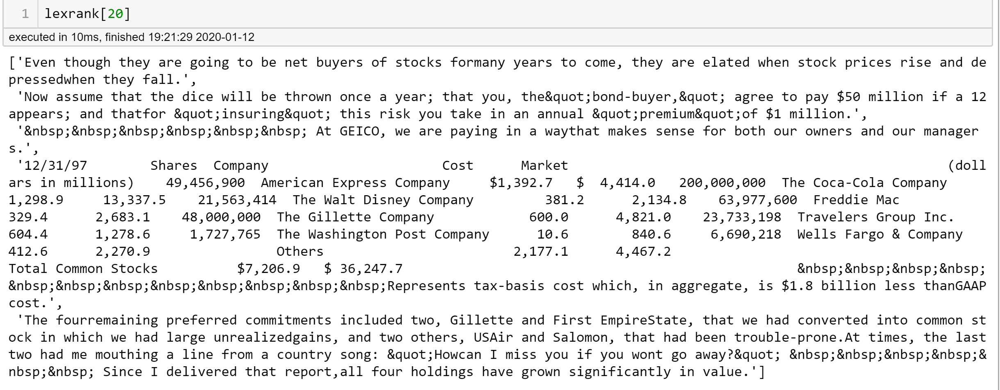 1 lexrank[20]
executed in 10ms, finished 19:21:29 2020-01-12
['Even though they are going to be net buyers of stocks formany years to come, they are elated when stock prices rise and de
pressedwhen they fall.',
'Now assume that the dice will be thrown once a year; that you, the&quot;bond-buyer,&quot; agree to pay $50 million if a 12
appears; and thatfor &quot;insuring&quot; this risk you take in an annual &quot;premium&quot;of $1 million.',
'&nbsp;&nbsp;&nbsp;&nbsp;&nbsp;&nbsp; At GEICO, we are paying in a waythat makes sense for both our owners and our manager
s.',
'12/31/97 Shares Company Cost Market (doll
ars in millions) 49,456,900 American Express Company $1,392.7 $ 4,414.0 200,000,000 The Coca-Cola Company
1,298.9 13,337.5 21,563,414 The Walt Disney Company 381.2 2,134.8 63,977,600 Freddie Mac
329.4 2,683.1 48,000,000 The Gillette Company 600.0 4,821.0 23,733,198 Travelers Group Inc.
604.4 1,278.6 1,727,765 The Washington Post Company 10.6 840.6 6,690,218 Wells Fargo & Company
412.6 2,270.9 Others 2,177.1 4,467.2
Total Common Stocks $7,206.9 $ 36,247.7 &nbsp;&nbsp;&nbsp;&nbsp;
&nbsp;&nbsp;&nbsp;&nbsp;&nbsp;&nbsp;&nbsp;&nbsp;Represents tax-basis cost which, in aggregate, is $1.8 billion less thanGAAP
cost.',
'The fourremaining preferred commitments included two, Gillette and First EmpireState, that we had converted into common st
ock in which we had large unrealizedgains, and two others, USAir and Salomon, that had been trouble-prone.At times, the last
two had me mouthing a line from a country song: &quot;Howcan I miss you if you wont go away?&quot; &nbsp;&nbsp;&nbsp;&nbsp;&
nbsp;&nbsp; Since I delivered that report,all four holdings have grown significantly in value.']